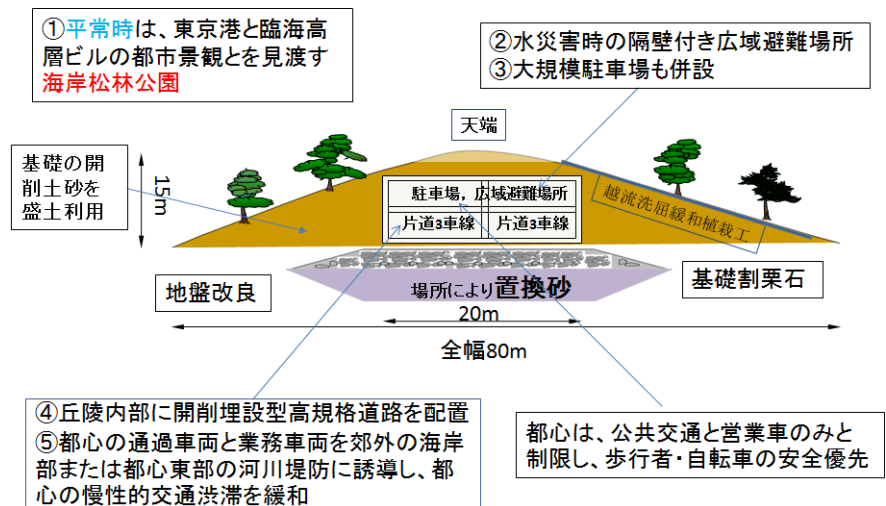 ①平常時は、東京港と臨海高
層ビルの都市景観とを見渡す
海岸松林公園
②水災害時の隔壁付き広域避難場所
③大規模駐車場も併設
天端
基礎の開
削土砂を
盛土利用
15m
駐車場，広域避難場所
片道3車線
片道3車線
越流洗屈緩和植栽工
地盤改良
場所により置換砂
基礎割栗石
20m
全幅80m
④丘陵内部に開削埋設型高規格道路を配置
⑤都心の通過車両と業務車両を郊外の海岸
部または都心東部の河川堤防に誘導し、都
心の慢性的交通渋滞を緩和
都心は、公共交通と営業車のみと
制限し、歩行者・自転車の安全優先